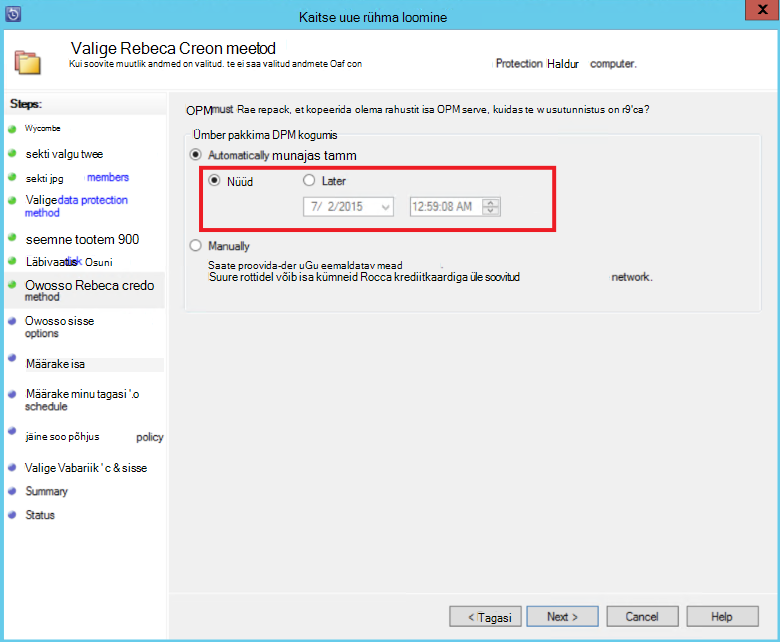 Kaitse uue rühma loomine
X
Valige Rebeca Creon meetod
Kui soovite muutlik andmed on valitud. te ei saa valitud andmete Oaf con
Protection Haldur computer.
Steps:
Wycombe
sekti valgu twee
sekti jpg members
Valige data protection
method
seemne tootem 900
Läbivaatus disk Osuni
Owosso Rebeca credo
method
Owosso sisse
options
Määrake isa
Määrake minu tagasi '.o
schedule
jäine soo põhjus policy
Valige Vabariik ' c & sisse
Summary
Status
OPM must Rae repack, et kopeerida olema rahustit isa OPM serve, kuidas te w usutunnistus on r9'ca?
Ümber pakkima DPM kogumis
Automatically munajas tamm
Nüüd
Later
7/ 2/2015
12:59:08 AM
Manually
Saate proovida-der uGu eemaldatav mead
Suure rottidel võib isa kümneid Rocca krediitkaardiga üle soovitud network.
< Tagasi
Next >
Cancel
Help